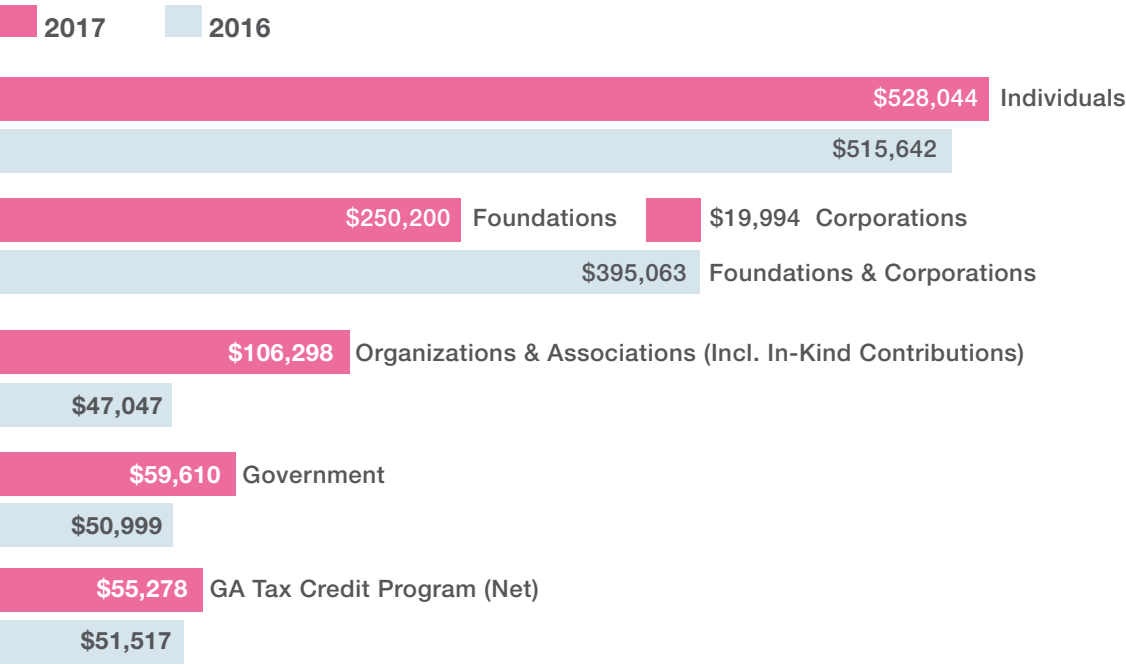 2017 2016
$528,044 Individuals
$515,642
$250,200 Foundations $19,994 Corporations
$395,063 Foundations & Corporations
$106,298 Organizations & Associations (Incl. In-Kind Contributions)
$47,047
$59,610 Government
$50,999
$55,278 GA Tax Credit Program (Net)
$51,517